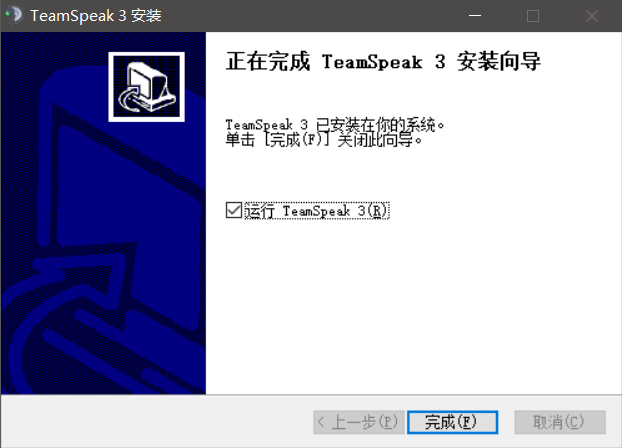 TeamSpeak 3 安装
正在完成 TeamSpeak 3 安装向导
TeamSpeak 3 已安装在你的系统。
单击 [完成(F)] 关闭此向导。
运行 TeamSpeak 3(R)
< 上一步(P) 完成(F) 取消(C)